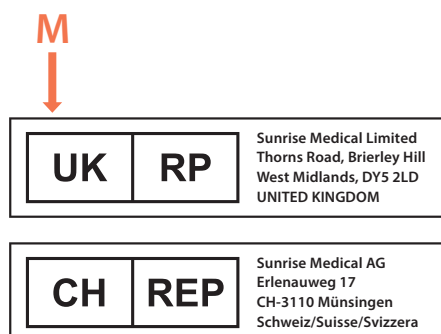 M
UK RP
Sunrise Medical Limited
Thorns Road, Brierley Hill
West Midlands, DY5 2LD
UNITED KINGDOM
CH REP
Sunrise Medical AG
Erlenauweg 17
CH-3110 Münsingen
Schweiz/Suisse/Svizzera